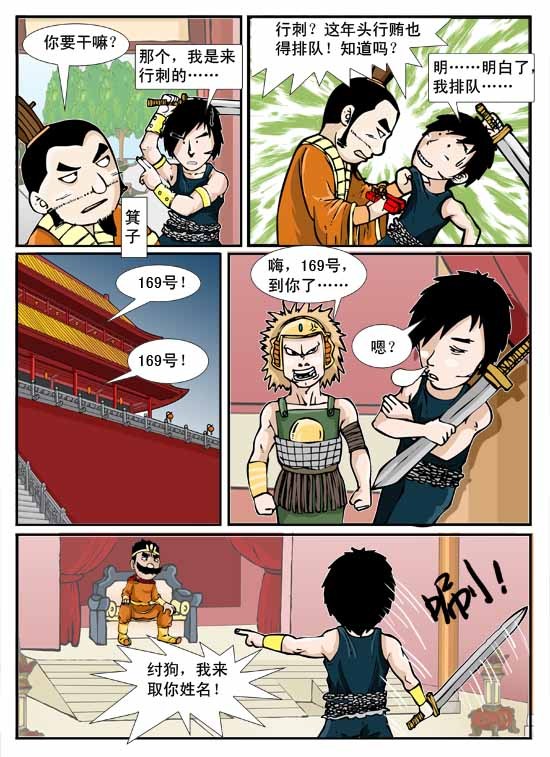 你要干嘛？
那个，我是来
行刺的……
箕子
行刺？这年头行贿也
得排队！知道吗？
明……明白了，
我排队……
169号！
169号！
嗨，169号，
到你了……
嗯？
纣狗，我来
取你姓名！
唰！